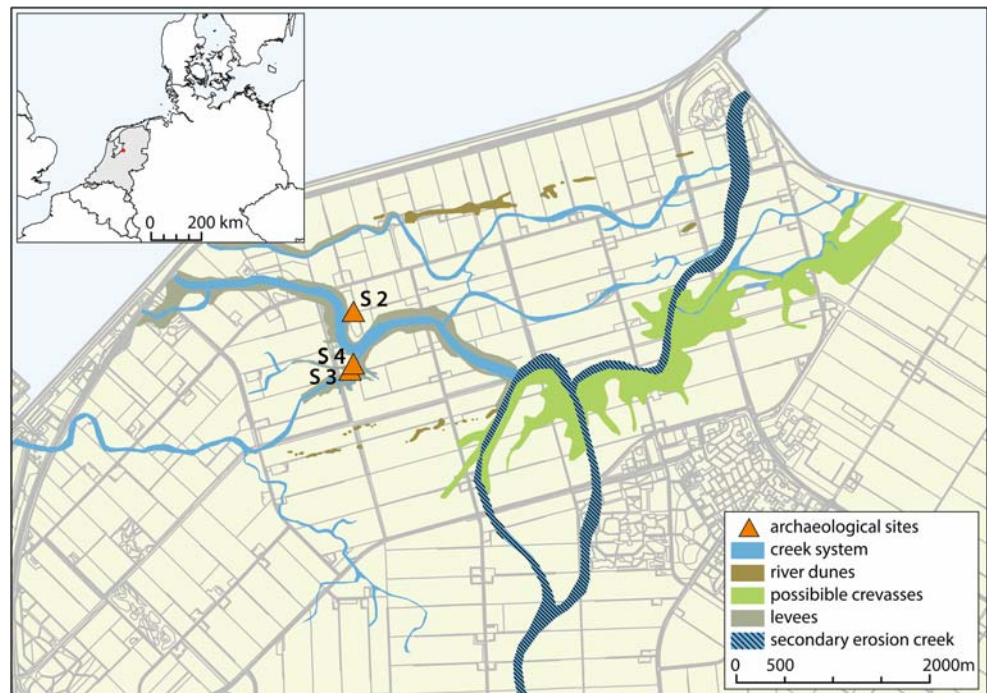 0 200 km
S 2
S 4
S 3
archaeological sites
creek system
river dunes
possibible crevasses
levees
secondary erosion creek
0 500 2000m